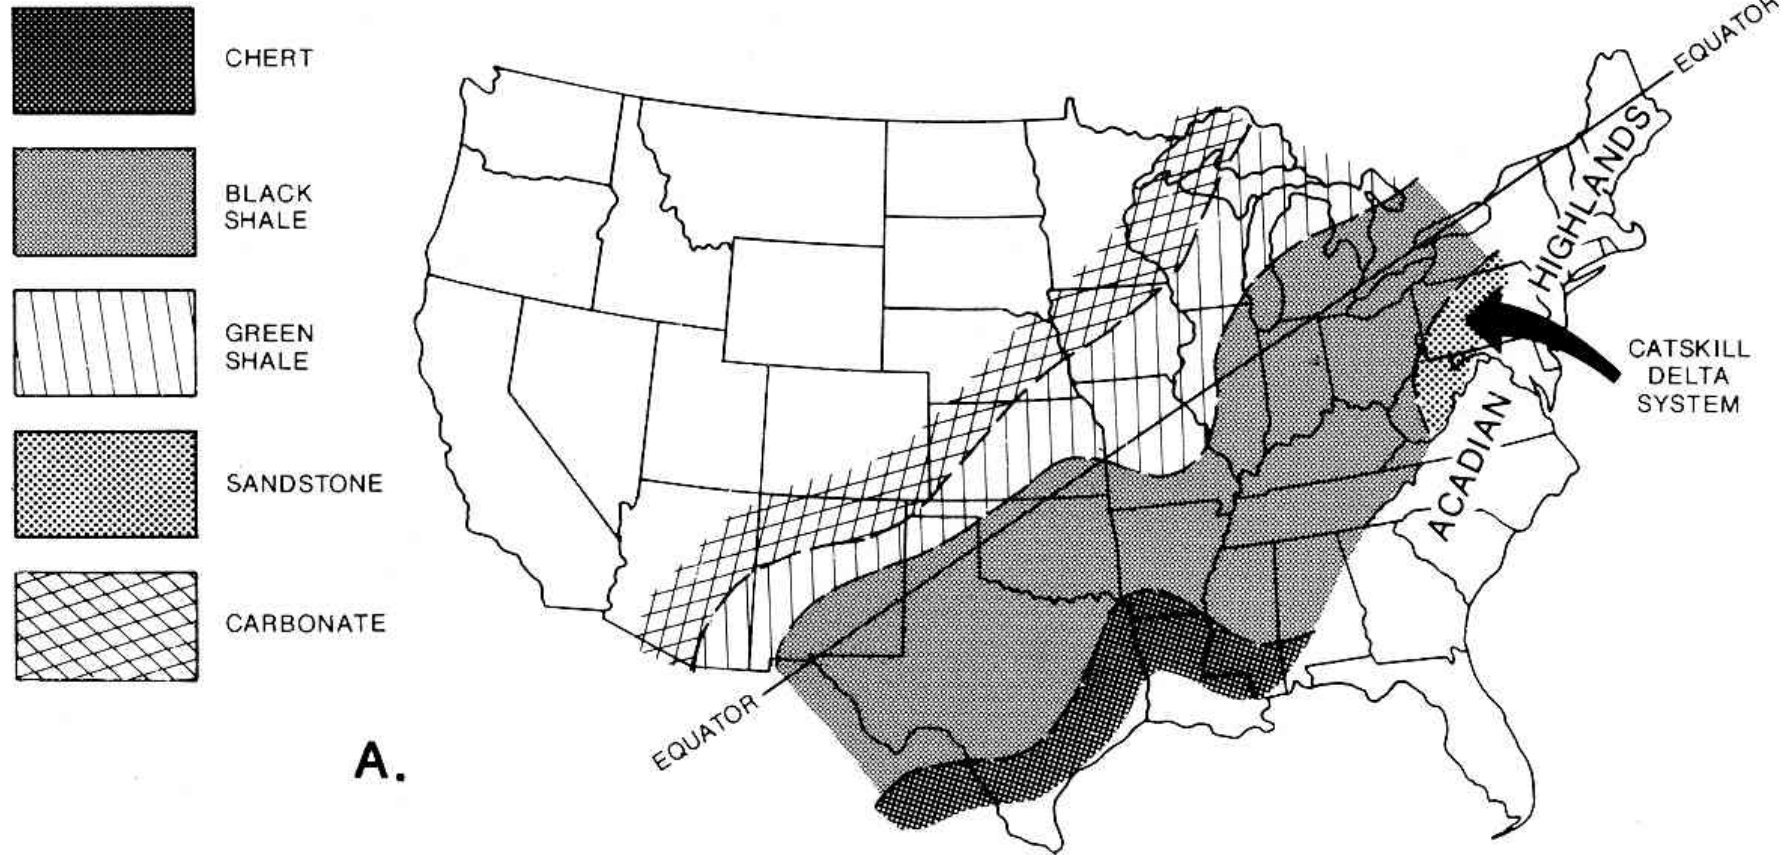 CHERT
BLACK
SHALE
GREEN
SHALE
SANDSTONE
CARBONATE
EQUATOR
HIGHLANDS
ACADIAN
CATSKILL
DELTA
SYSTEM
EQUATOR
A.